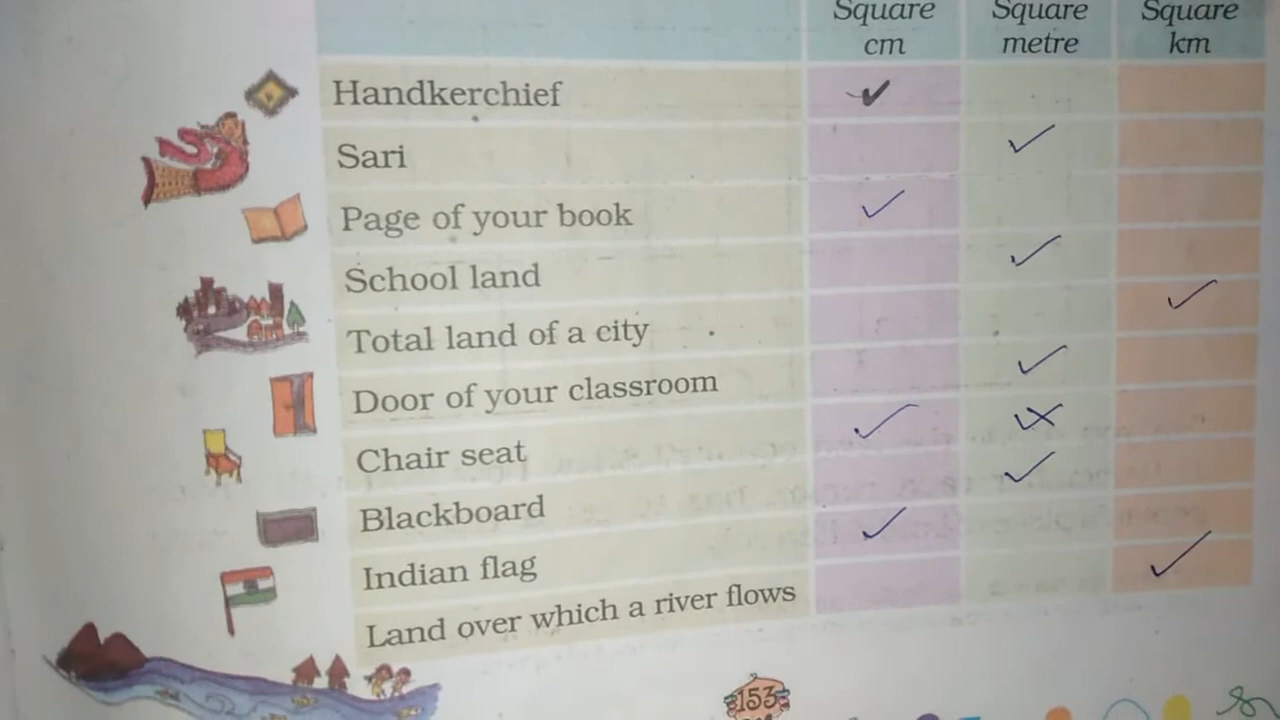 Square cm Square metre Square km
Handkerchief ✔
Sari ✓
Page of your book ✓
School land ✓
Total land of a city ✓
Door of your classroom ✓
Chair seat ✓ ✗
Blackboard ✓
Indian flag ✓
Land over which a river flows ✓
153